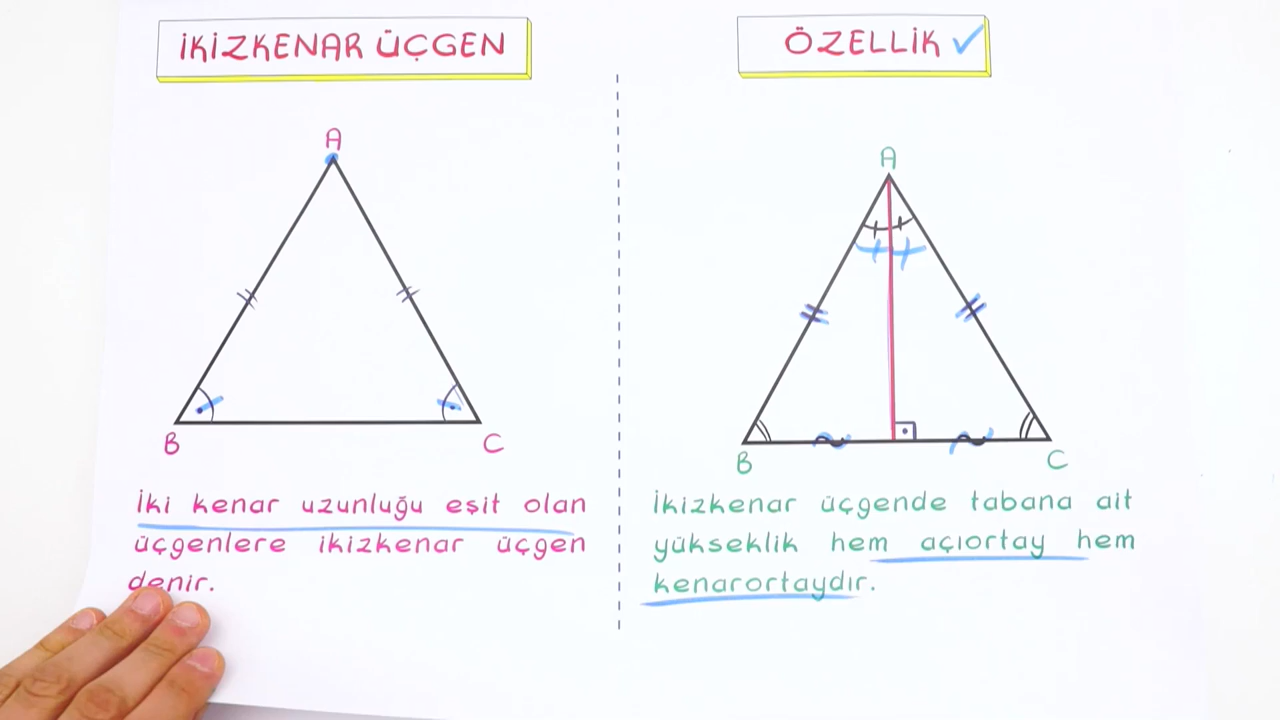 İKİZKENAR ÜÇGEN
A
B
C
İki kenar uzunluğu eşit olan
üçgenlere ikizkenar üçgen
denir.
ÖZELLİK
A
B
C
İkizkenar üçgende tabana ait
yükseklik hem açıortay hem
kenarortaydır.